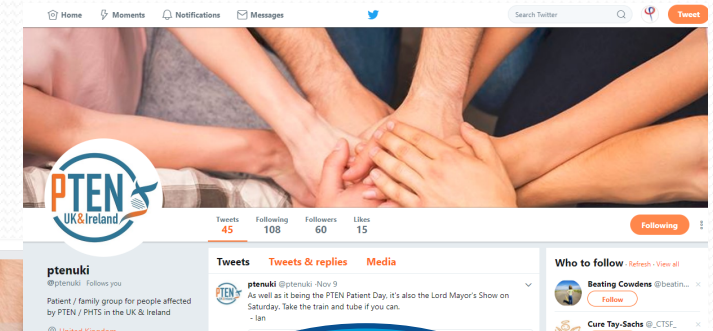 Home Moments Notifications Messages Search Twitter Tweet
PTEN
UK&Ireland
Tweets Following Followers Likes
45 108 60 15
Following
ptenuki
@ptenuki Follows you
Patient / family group for people affected
by PTEN / PHTS in the UK & Ireland
United Kingdom
Tweets Tweets & replies Media
ptenuki @ptenuki -Nov 9
As well as it being the PTEN Patient Day, it's also the Lord Mayor's Show on
Saturday. Take the train and tube if you can.
- Ian
Who to follow - Refresh - View all
Beating Cowdens @beatin...
Follow
Cure Tay-Sachs @_CTSF_